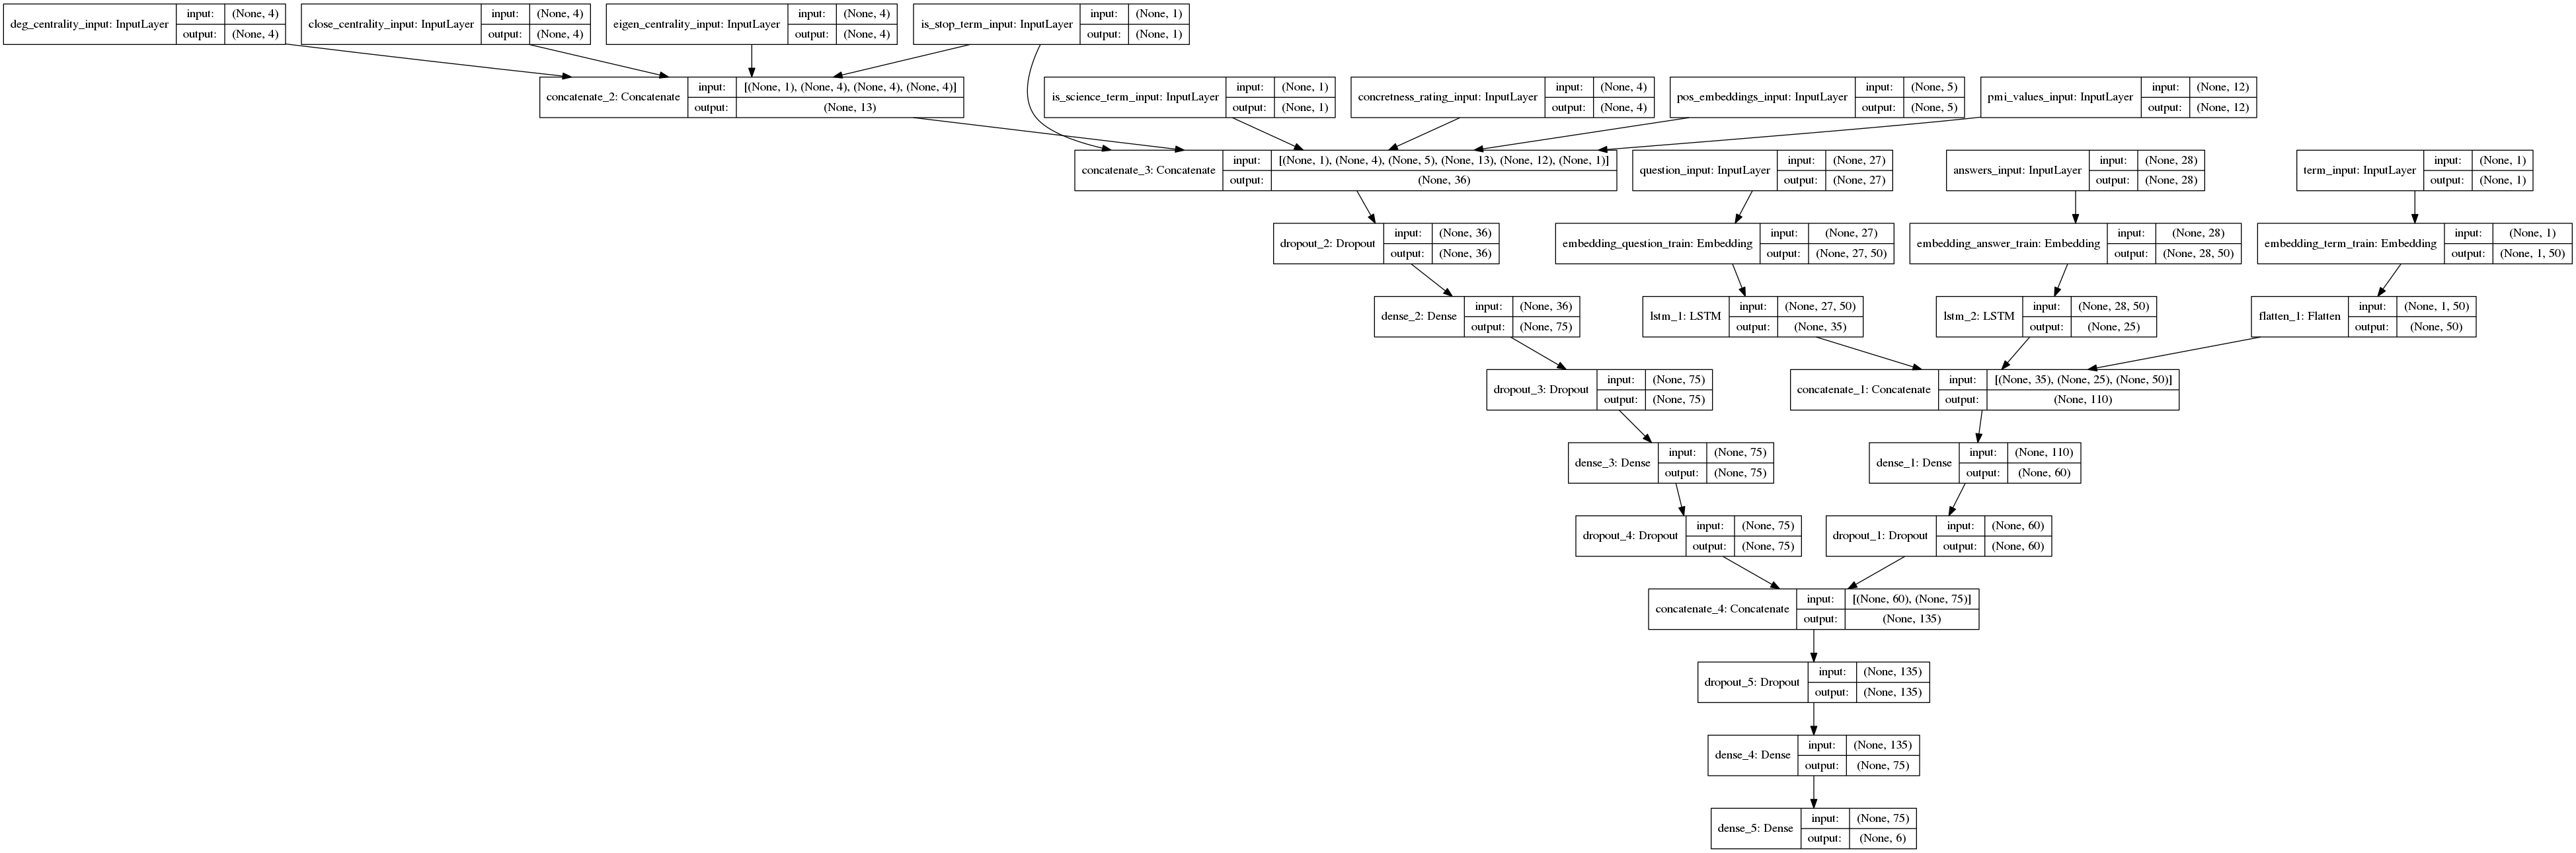 deg_centrality_input: InputLayer
input: (None, 4)
output: (None, 4)
close_centrality_input: InputLayer
input: (None, 4)
output: (None, 4)
eigen_centrality_input: InputLayer
input: (None, 4)
output: (None, 4)
is_stop_term_input: InputLayer
input: (None, 1)
output: (None, 1)
concatenate_2: Concatenate
input: [(None, 1), (None, 4), (None, 4), (None, 4)]
output: (None, 13)
is_science_term_input: InputLayer
input: (None, 1)
output: (None, 1)
concretness_rating_input: InputLayer
input: (None, 4)
output: (None, 4)
pos_embeddings_input: InputLayer
input: (None, 5)
output: (None, 5)
pmi_values_input: InputLayer
input: (None, 12)
output: (None, 12)
concatenate_3: Concatenate
input: [(None, 1), (None, 4), (None, 5), (None, 13), (None, 12), (None, 1)]
output: (None, 36)
question_input: InputLayer
input: (None, 27)
output: (None, 27)
answers_input: InputLayer
input: (None, 28)
output: (None, 28)
term_input: InputLayer
input: (None, 1)
output: (None, 1)
dropout_2: Dropout
input: (None, 36)
output: (None, 36)
embedding_question_train: Embedding
input: (None, 27)
output: (None, 27, 50)
embedding_answer_train: Embedding
input: (None, 28)
output: (None, 28, 50)
embedding_term_train: Embedding
input: (None, 1)
output: (None, 1, 50)
dense_2: Dense
input: (None, 36)
output: (None, 75)
lstm_1: LSTM
input: (None, 27, 50)
output: (None, 35)
lstm_2: LSTM
input: (None, 28, 50)
output: (None, 25)
flatten_1: Flatten
input: (None, 1, 50)
output: (None, 50)
dropout_3: Dropout
input: (None, 75)
output: (None, 75)
concatenate_1: Concatenate
input: [(None, 35), (None, 25), (None, 50)]
output: (None, 110)
dense_3: Dense
input: (None, 75)
output: (None, 75)
dense_1: Dense
input: (None, 110)
output: (None, 60)
dropout_4: Dropout
input: (None, 75)
output: (None, 75)
dropout_1: Dropout
input: (None, 60)
output: (None, 60)
concatenate_4: Concatenate
input: [(None, 60), (None, 75)]
output: (None, 135)
dropout_5: Dropout
input: (None, 135)
output: (None, 135)
dense_4: Dense
input: (None, 135)
output: (None, 75)
dense_5: Dense
input: (None, 75)
output: (None, 6)